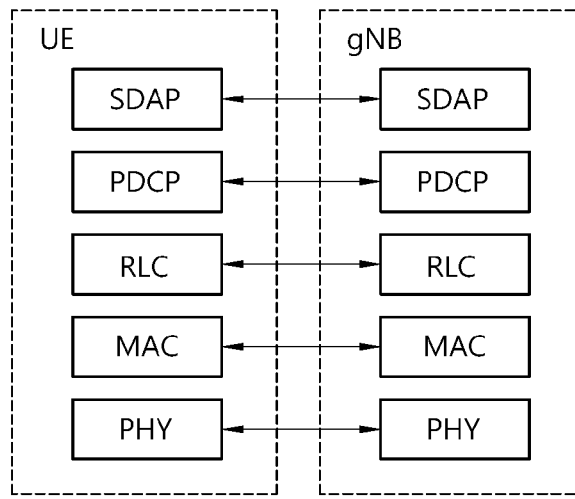 UE gNB
SDAP SDAP
PDCP PDCP
RLC RLC
MAC MAC
PHY PHY